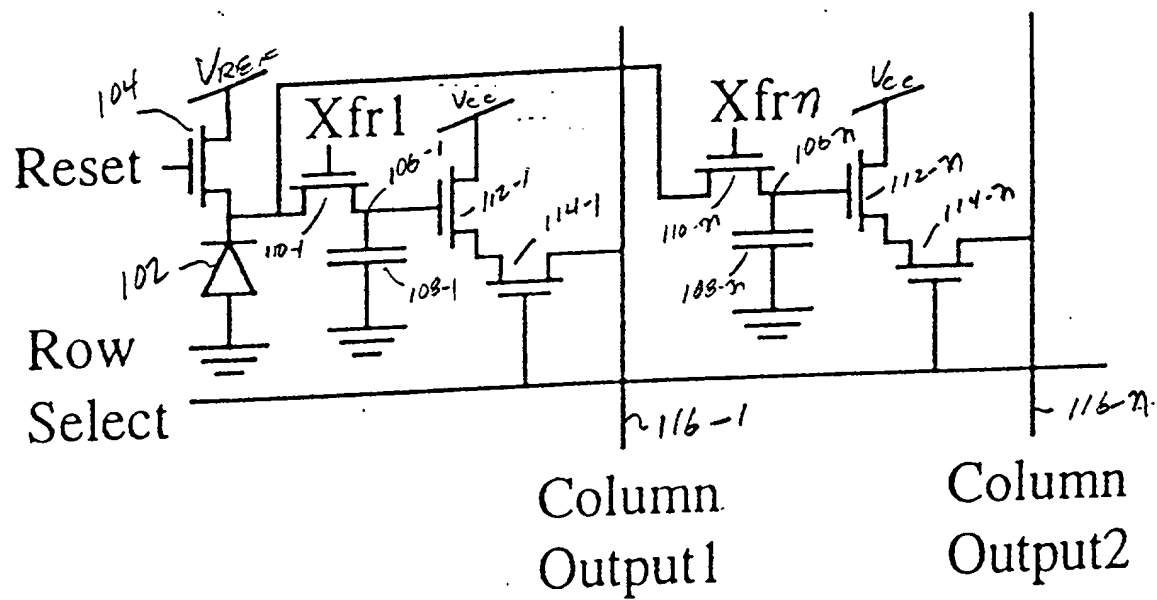 104
VREF
Reset
Xfr1
106-1
Vcc
112-1
114-1
110-1
102
108-1
Xfrn
106-n
Vcc
112-n
114-n
110-n
108-n
Row
Select
116-1
116-n
Column
Output1
Column
Output2